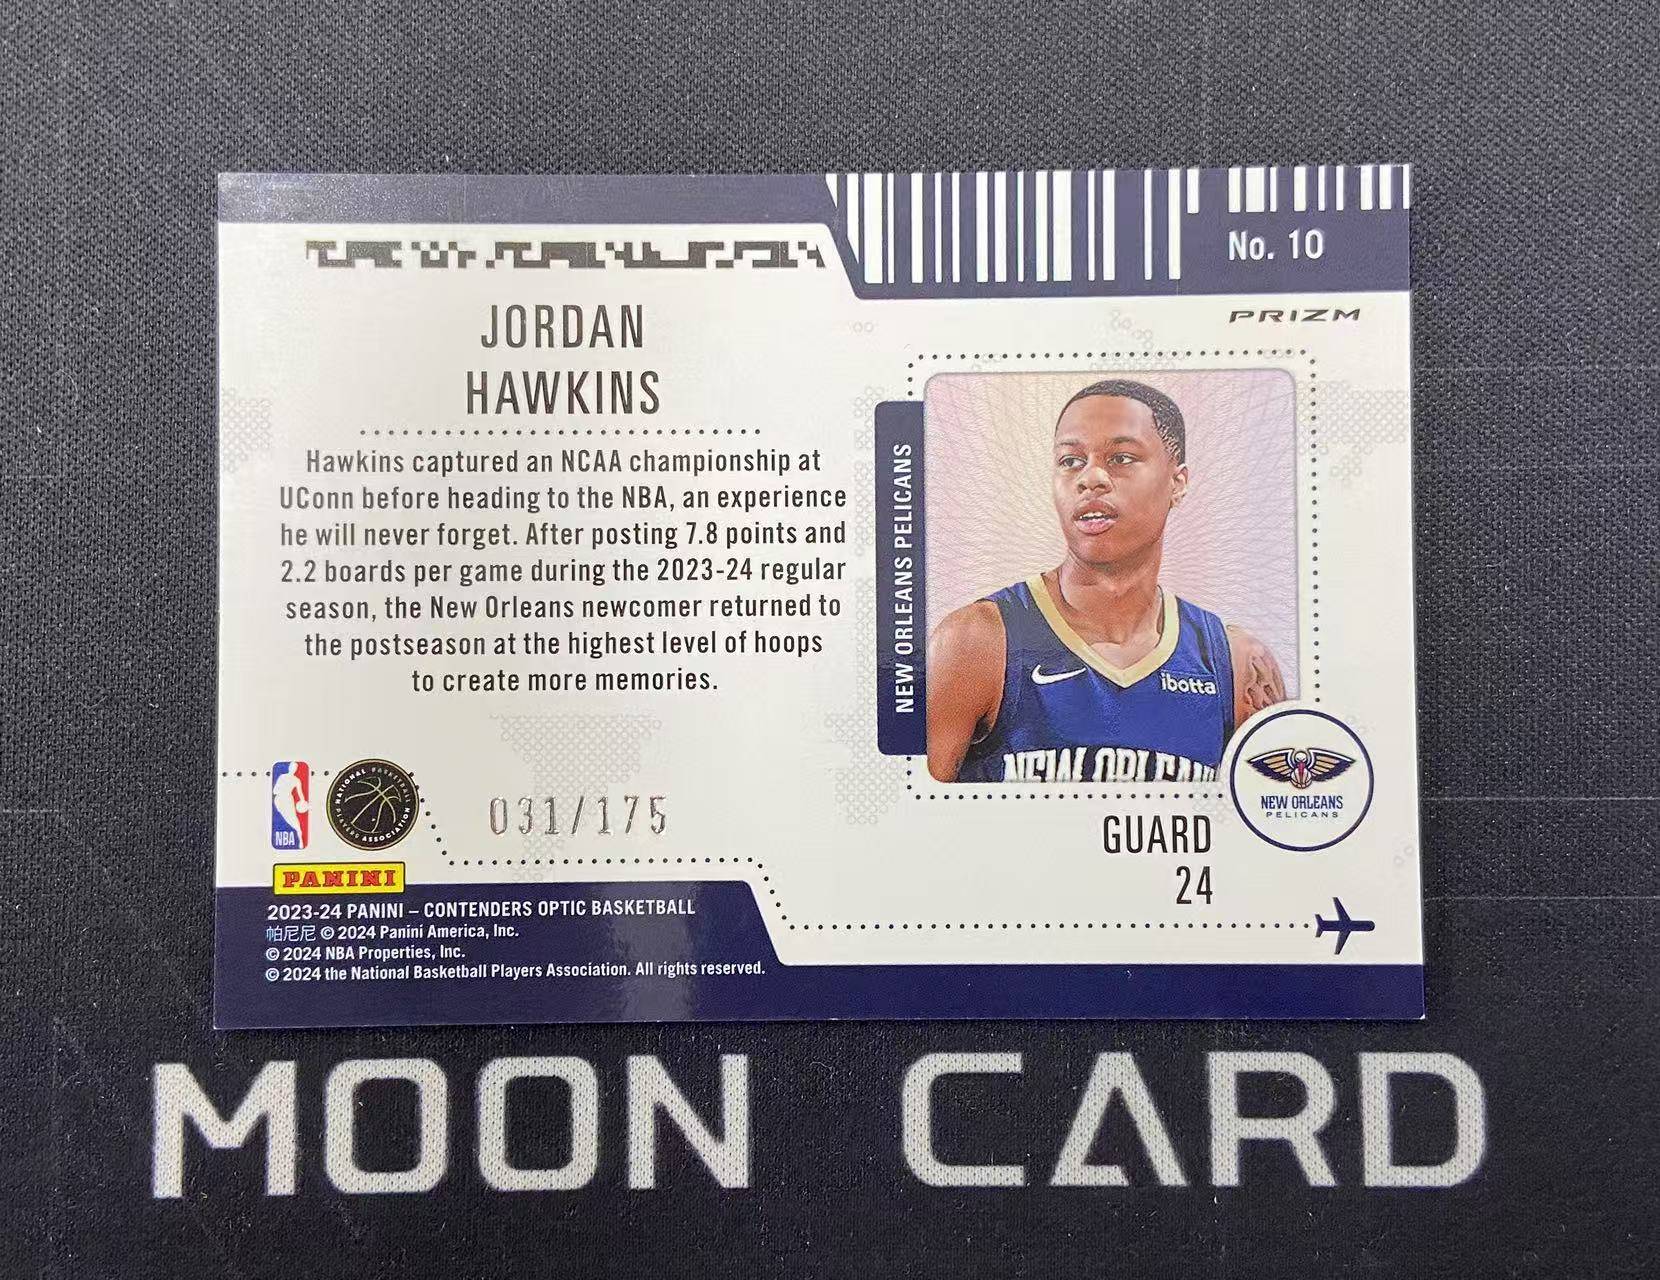 No. 10
PRIZM
JORDAN
HAWKINS
Hawkins captured an NCAA championship at
UConn before heading to the NBA, an experience
he will never forget. After posting 7.8 points and
2.2 boards per game during the 2023-24 regular
season, the New Orleans newcomer returned to
the postseason at the highest level of hoops
to create more memories.
NEW ORLEANS PELICANS
ibotta
NEW ORLEANS
NEW ORLEANS
PELICANS
GUARD
24
NBA
NATIONAL BASKETBALL PLAYERS ASSOCIATION
031/175
PANINI
2023-24 PANINI – CONTENDERS OPTIC BASKETBALL
帕尼尼 © 2024 Panini America, Inc.
© 2024 NBA Properties, Inc.
© 2024 the National Basketball Players Association. All rights reserved.
MOON CARD